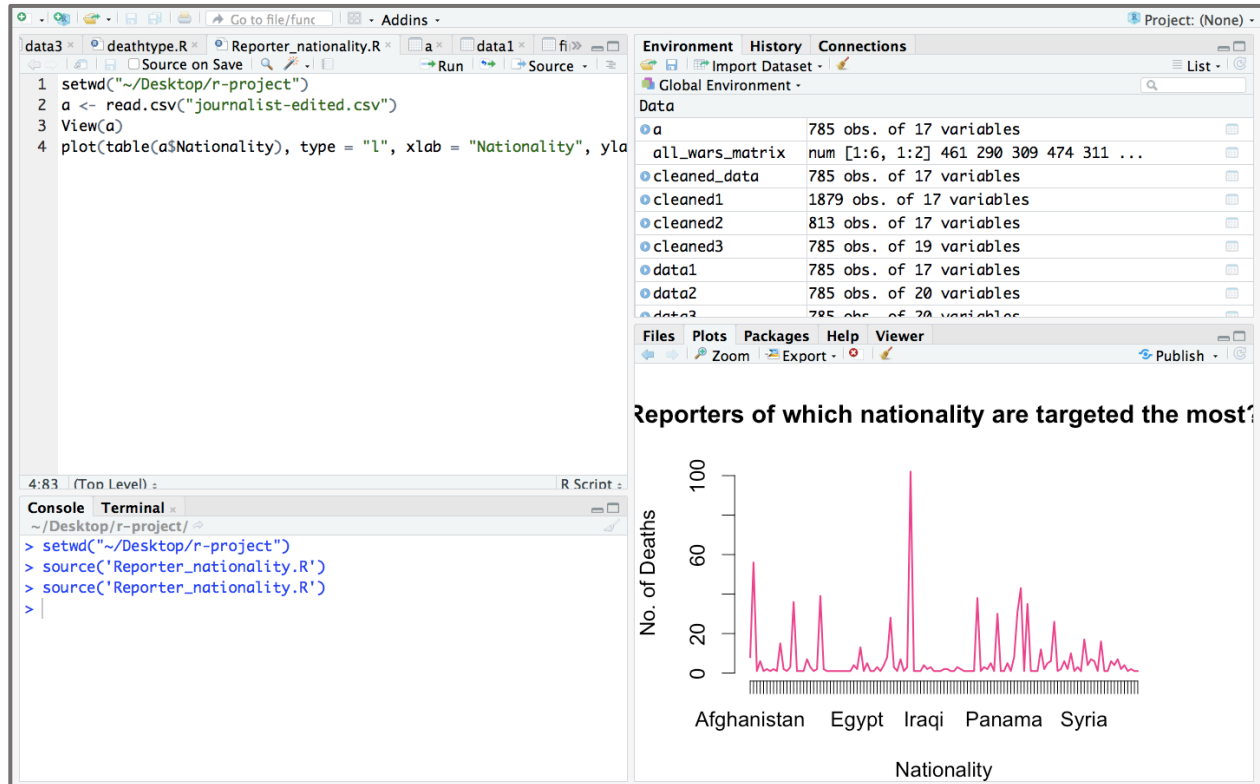 Go to file/func
Addins
Project: (None)
data3
deathtype.R
Reporter_nationality.R
a
data1
Source on Save
Run
Source
1 setwd("~/Desktop/r-project")
2 a <- read.csv("journalist-edited.csv")
3 View(a)
4 plot(table(a$Nationality), type = "l", xlab = "Nationality", yla
4:83 (Top Level) R Script
Console Terminal
~/Desktop/r-project/
> setwd("~/Desktop/r-project")
> source('Reporter_nationality.R')
> source('Reporter_nationality.R')
>
Environment History Connections
Import Dataset
List
Global Environment
Data
a 785 obs. of 17 variables
all_wars_matrix num [1:6, 1:2] 461 290 309 474 311 ...
cleaned_data 785 obs. of 17 variables
cleaned1 1879 obs. of 17 variables
cleaned2 813 obs. of 17 variables
cleaned3 785 obs. of 19 variables
data1 785 obs. of 17 variables
data2 785 obs. of 20 variables
data3 785 obs. of 20 variables
Files Plots Packages Help Viewer
Zoom Export Publish
Reporters of which nationality are targeted the most?
No. of Deaths
100
60
20
0
Afghanistan Egypt Iraqi Panama Syria
Nationality